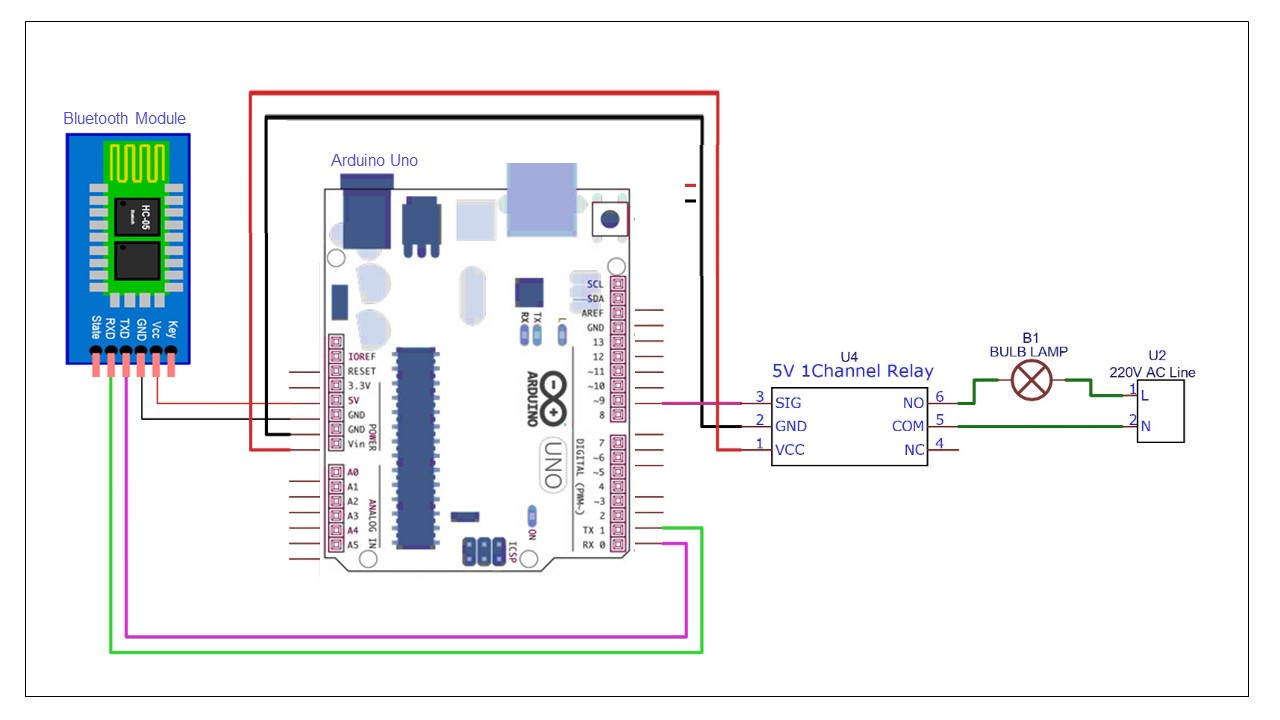 Bluetooth Module
HC-05
State
RXD
TXD
GND
Vcc
Key
Arduino Uno
SCL
SDA
AREF
GND
13
12
~11
~10
~9
8
7
~6
~5
4
~3
2
TX 1
RX 0
IOREF
RESET
3.3V
5V
GND
GND
Vin
POWER
A0
A1
A2
A3
A4
A5
ANALOG IN
RX
TX
L
ARDUINO
UNO
DIGITAL (PWM~)
ON
ICSP
U4
5V 1Channel Relay
3 SIG NO 6
2 GND COM 5
1 VCC NC 4
B1
BULB LAMP
U2
220V AC Line
1 L
2 N